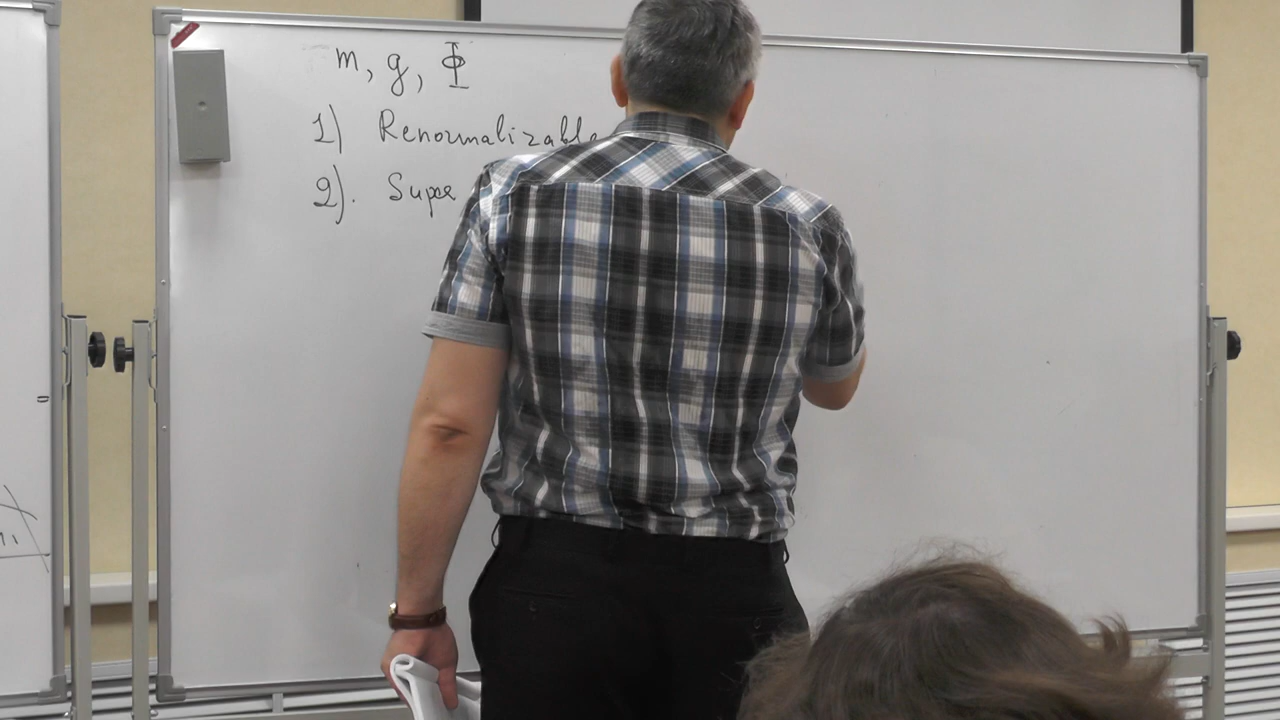 m, g, Φ
1) Renormalizable
2). Supe